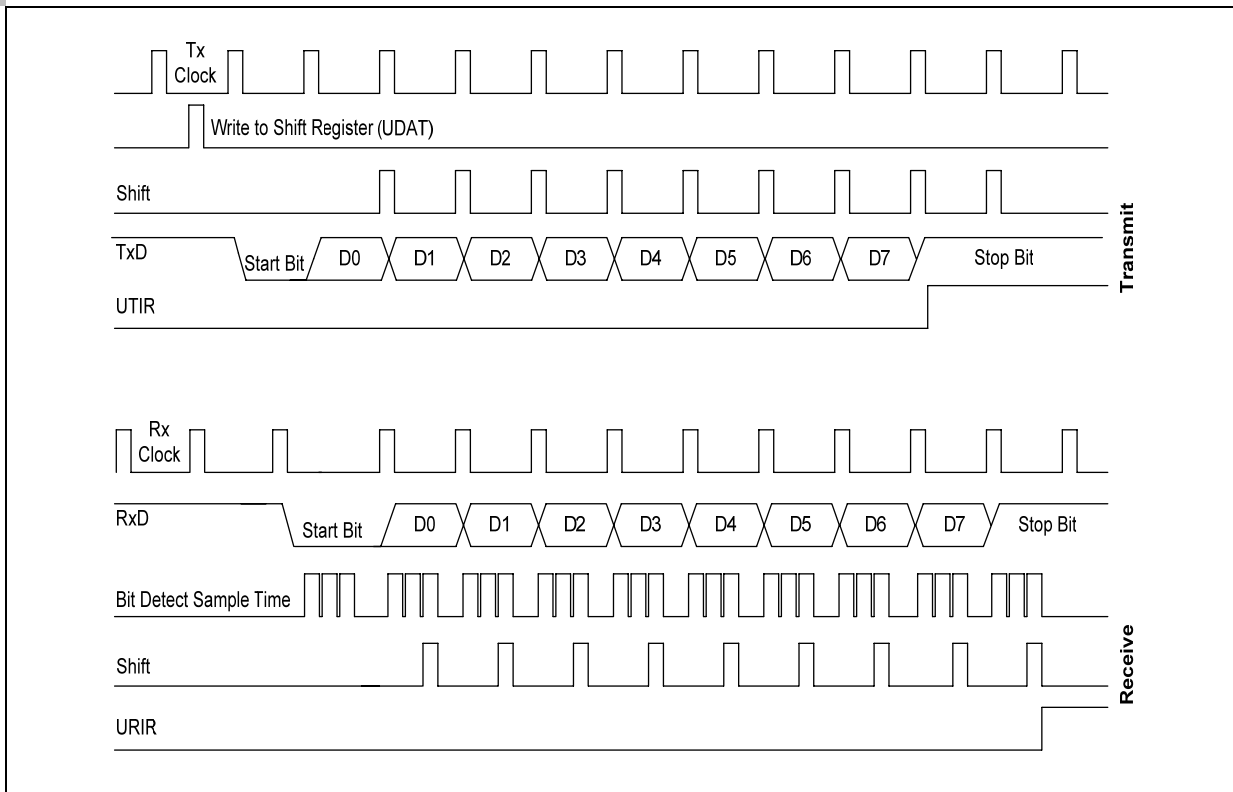 Tx
Clock
Write to Shift Register (UDAT)
Shift
TxD
Start Bit
D0
D1
D2
D3
D4
D5
D6
D7
Stop Bit
UTIR
Transmit
Rx
Clock
RxD
Start Bit
D0
D1
D2
D3
D4
D5
D6
D7
Stop Bit
Bit Detect Sample Time
Shift
URIR
Receive